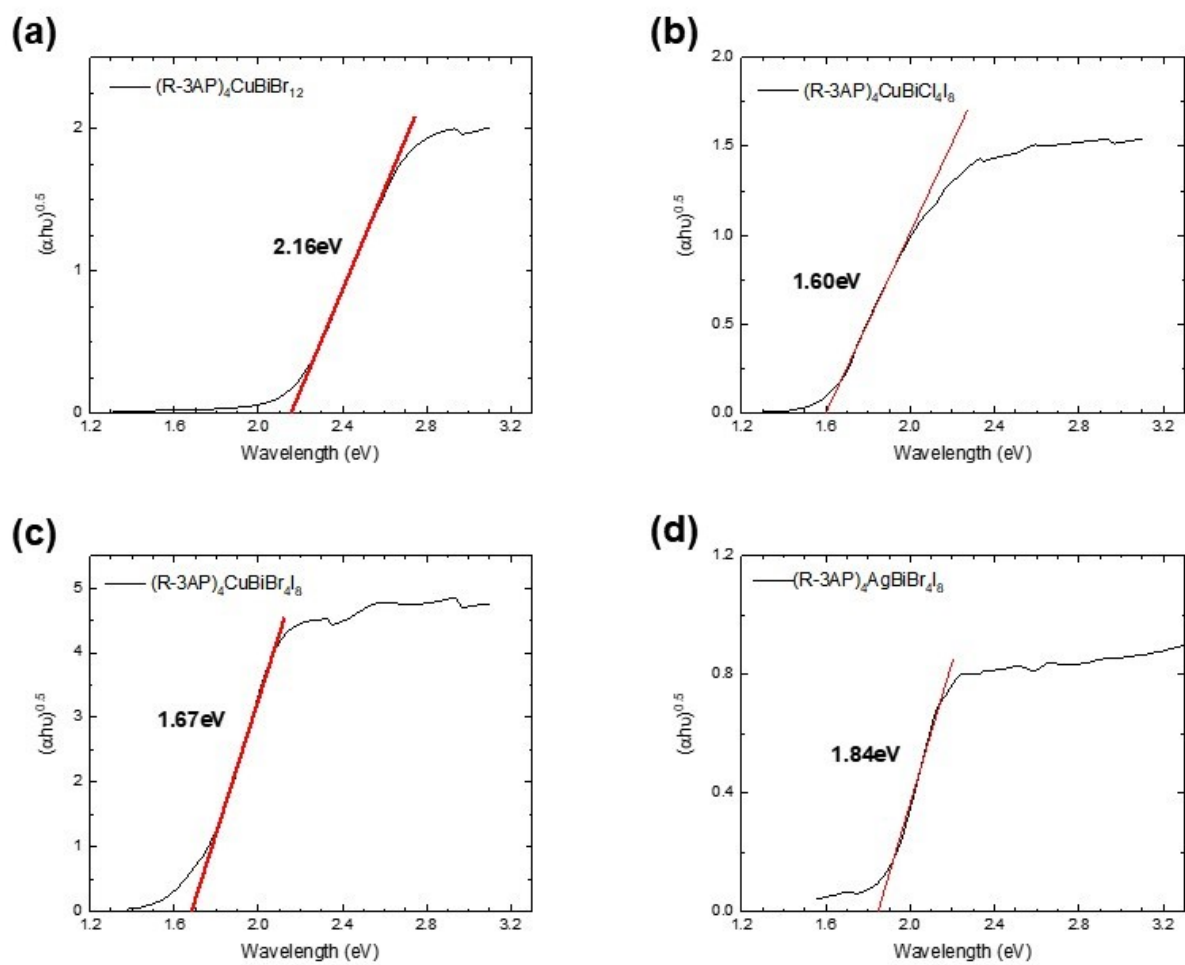 (a)
(R-3AP)₄CuBiBr₁₂
2.16eV
(αhυ)^0.5
0
1
2
1.2 1.6 2.0 2.4 2.8 3.2
Wavelength (eV)
(b)
(R-3AP)₄CuBiCl₄I₈
1.60eV
(αhυ)^0.5
2.0
1.5
1.0
0.5
0.0
1.2 1.6 2.0 2.4 2.8 3.2
Wavelength (eV)
(c)
(R-3AP)₄CuBiBr₄I₈
1.67eV
(αhυ)^0.5
5
4
3
2
1
0
1.2 1.6 2.0 2.4 2.8 3.2
Wavelength (eV)
(d)
(R-3AP)₄AgBiBr₄I₈
1.84eV
(αhυ)^0.5
1.2
0.8
0.4
0.0
1.2 1.6 2.0 2.4 2.8 3.2
Wavelength (eV)